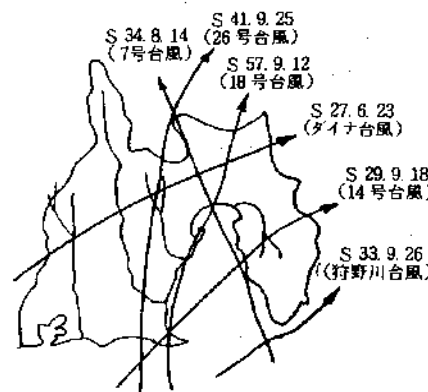 S 34.8.14
(7号台風)
S 41.9.25
(26号台風)
S 57.9.12
(18号台風)
S 27.6.23
(ダイナ台風)
S 29.9.18
(14号台風)
S 33.9.26
(狩野川台風)